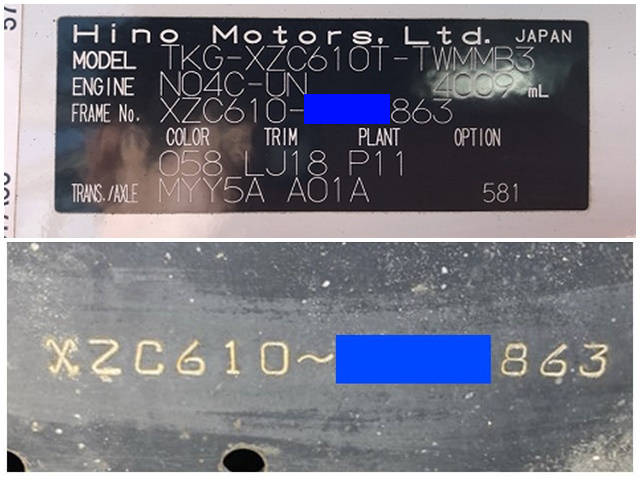 Hino Motors, Ltd. JAPAN
MODEL TKG-XZC610T-TWMMB3
ENGINE N04C-UN 4009 mL
FRAME No. XZC610- 863
COLOR TRIM PLANT OPTION
058 LJ18 P11
TRANS./AXLE MYY5A A01A 581
XZC610~ 863
57